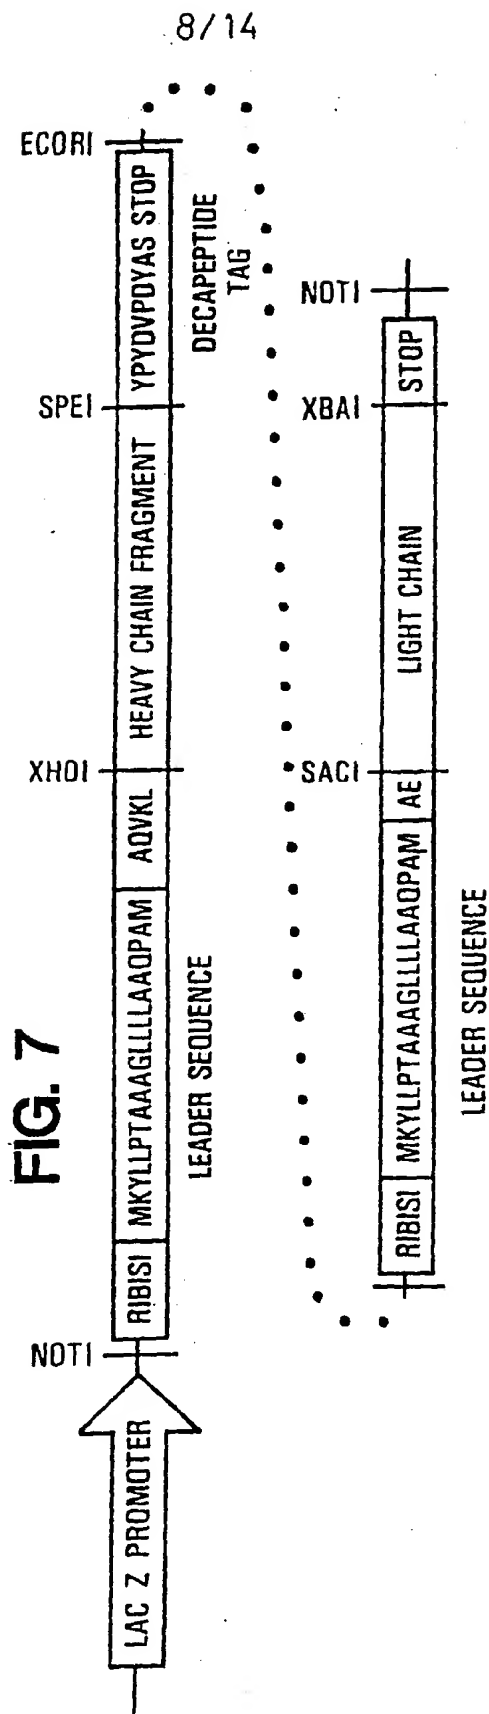 8/14
FIG. 7
LAC Z PROMOTER
NOTI
RIBISI
MKYLLPTAAAGLLLLAAQPAM
AQVKL
XHOI
HEAVY CHAIN FRAGMENT
SPEI
YPYDVPDYAS STOP
ECORI
LEADER SEQUENCE
DECAPEPTIDE
TAG
RIBISI
MKYLLPTAAAGLLLLAAQPAM
AE
SACI
LIGHT CHAIN
XBAI
STOP
NOTI
LEADER SEQUENCE